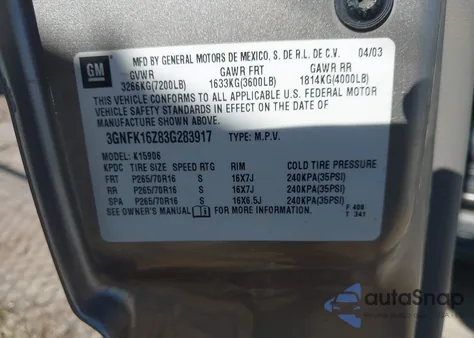 GM
MFD BY GENERAL MOTORS DE MEXICO, S. DE R.L. DE C.V. 04/03
GVWR GAWR FRT GAWR RR
3266KG(7200LB) 1633KG(3600LB) 1814KG(4000LB)
THIS VEHICLE CONFORMS TO ALL APPLICABLE U.S. FEDERAL MOTOR
VEHICLE SAFETY STANDARDS IN EFFECT ON THE DATE OF
MANUFACTURE SHOWN ABOVE.
3GNFK16Z83G283917 TYPE: M.P.V.
MODEL: K15906
KPDC TIRE SIZE SPEED RTG RIM COLD TIRE PRESSURE
FRT P265/70R16 S 16X7J 240KPA(35PSI)
RR P265/70R16 S 16X7J 240KPA(35PSI)
SPA P265/70R16 S 16X6.5J 240KPA(35PSI)
SEE OWNER'S MANUAL FOR MORE INFORMATION.
F 408
T 341
autoSnap